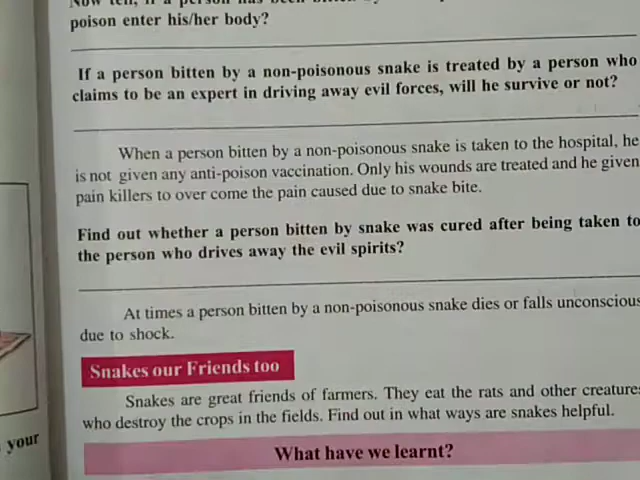 poison enter his/her body?
If a person bitten by a non-poisonous snake is treated by a person who
claims to be an expert in driving away evil forces, will he survive or not?
When a person bitten by a non-poisonous snake is taken to the hospital, he
is not given any anti-poison vaccination. Only his wounds are treated and he given
pain killers to over come the pain caused due to snake bite.
Find out whether a person bitten by snake was cured after being taken to
the person who drives away the evil spirits?
At times a person bitten by a non-poisonous snake dies or falls unconscious
due to shock.
Snakes our Friends too
Snakes are great friends of farmers. They eat the rats and other creatures
who destroy the crops in the fields. Find out in what ways are snakes helpful.
your
What have we learnt?